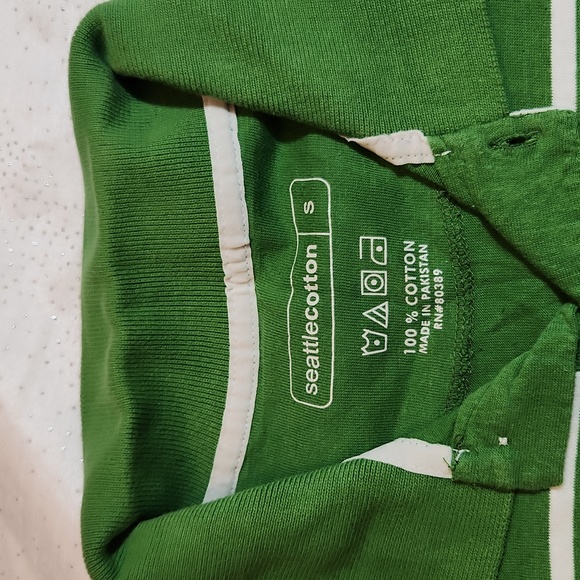 seattlecotton | S
100 % COTTON
MADE IN PAKISTAN
RN#80389